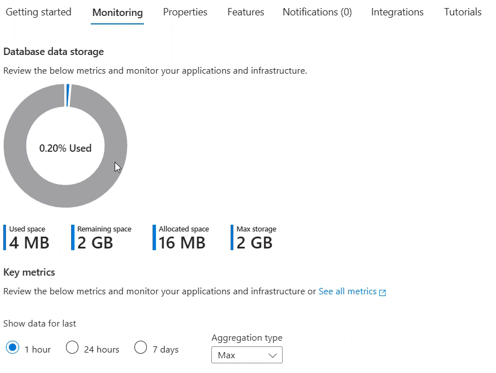 Getting started Monitoring Properties Features Notifications (0) Integrations Tutorials
Database data storage
Review the below metrics and monitor your applications and infrastructure.
0.20% Used
Used space Remaining space Allocated space Max storage
4 MB 2 GB 16 MB 2 GB
Key metrics
Review the below metrics and monitor your applications and infrastructure or See all metrics
Show data for last
Aggregation type
1 hour 24 hours 7 days
Max